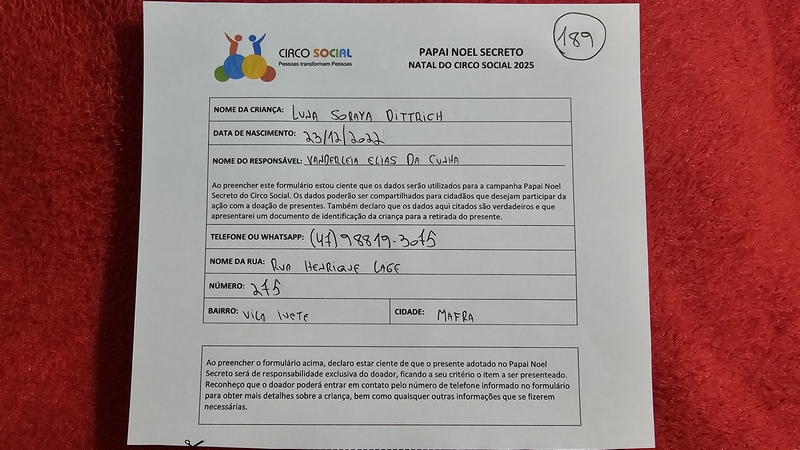 189
CIRCO SOCIAL
Pessoas transformam Pessoas
PAPAI NOEL SECRETO
NATAL DO CIRCO SOCIAL 2025
NOME DA CRIANÇA: LUNA SORAYA DITTRICH
DATA DE NASCIMENTO: 23/12/2022
NOME DO RESPONSÁVEL: VANDERLEIA ELIAS DA CUNHA
Ao preencher este formulário estou ciente que os dados serão utilizados para a campanha Papai Noel
Secreto do Circo Social. Os dados poderão ser compartilhados para cidadãos que desejam participar da
ação com a doação de presentes. Também declaro que os dados aqui citados são verdadeiros e que
apresentarei um documento de identificação da criança para a retirada do presente.
TELEFONE OU WHATSAPP: (47) 98819-3075
NOME DA RUA: RUA HENRIQUE LAGE
NÚMERO: 275
BAIRRO: VILA IVETE CIDADE: MAFRA
Ao preencher o formulário acima, declaro estar ciente de que o presente adotado no Papai Noel
Secreto será de responsabilidade exclusiva do doador, ficando a seu critério o item a ser presenteado.
Reconheço que o doador poderá entrar em contato pelo número de telefone informado no formulário
para obter mais detalhes sobre a criança, bem como quaisquer outras informações que se fizerem
necessárias.